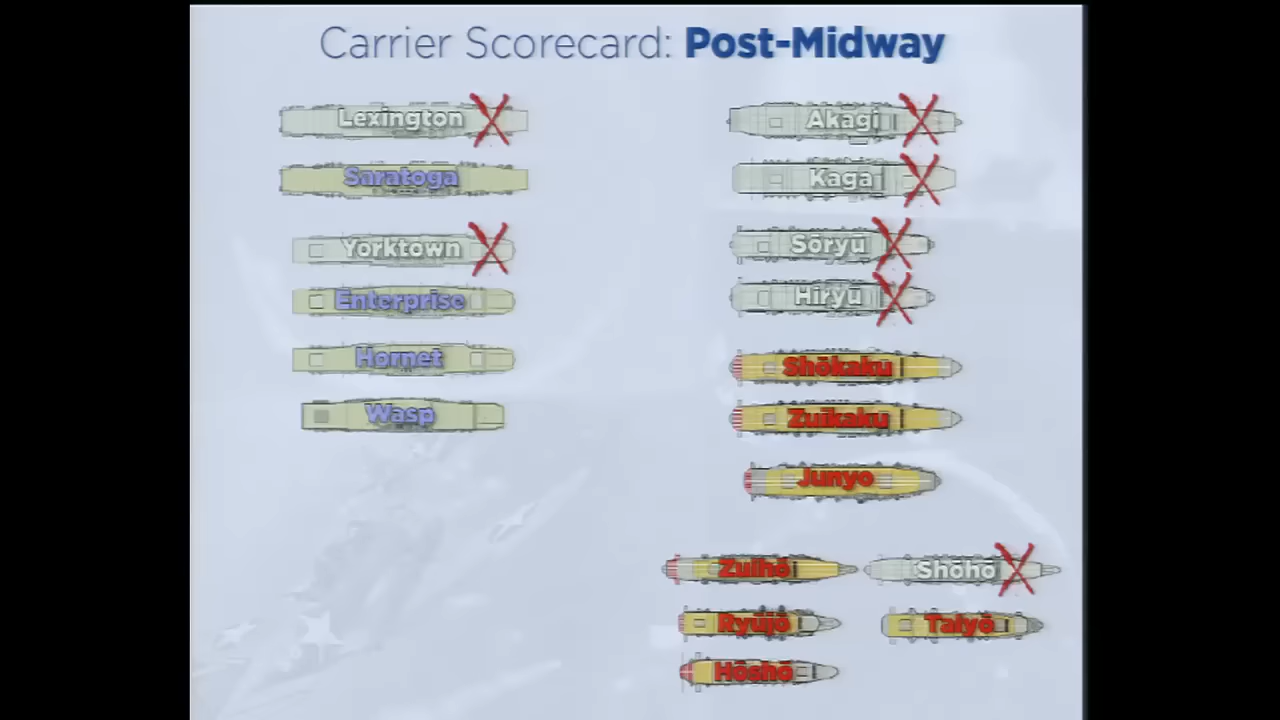 Carrier Scorecard: Post-Midway
Lexington
Saratoga
Yorktown
Enterprise
Hornet
Wasp
Akagi
Kaga
Sōryū
Hiryū
Shōkaku
Zuikaku
Junyo
Zuihō
Shōhō
Ryūjō
Taiyō
Hōshō